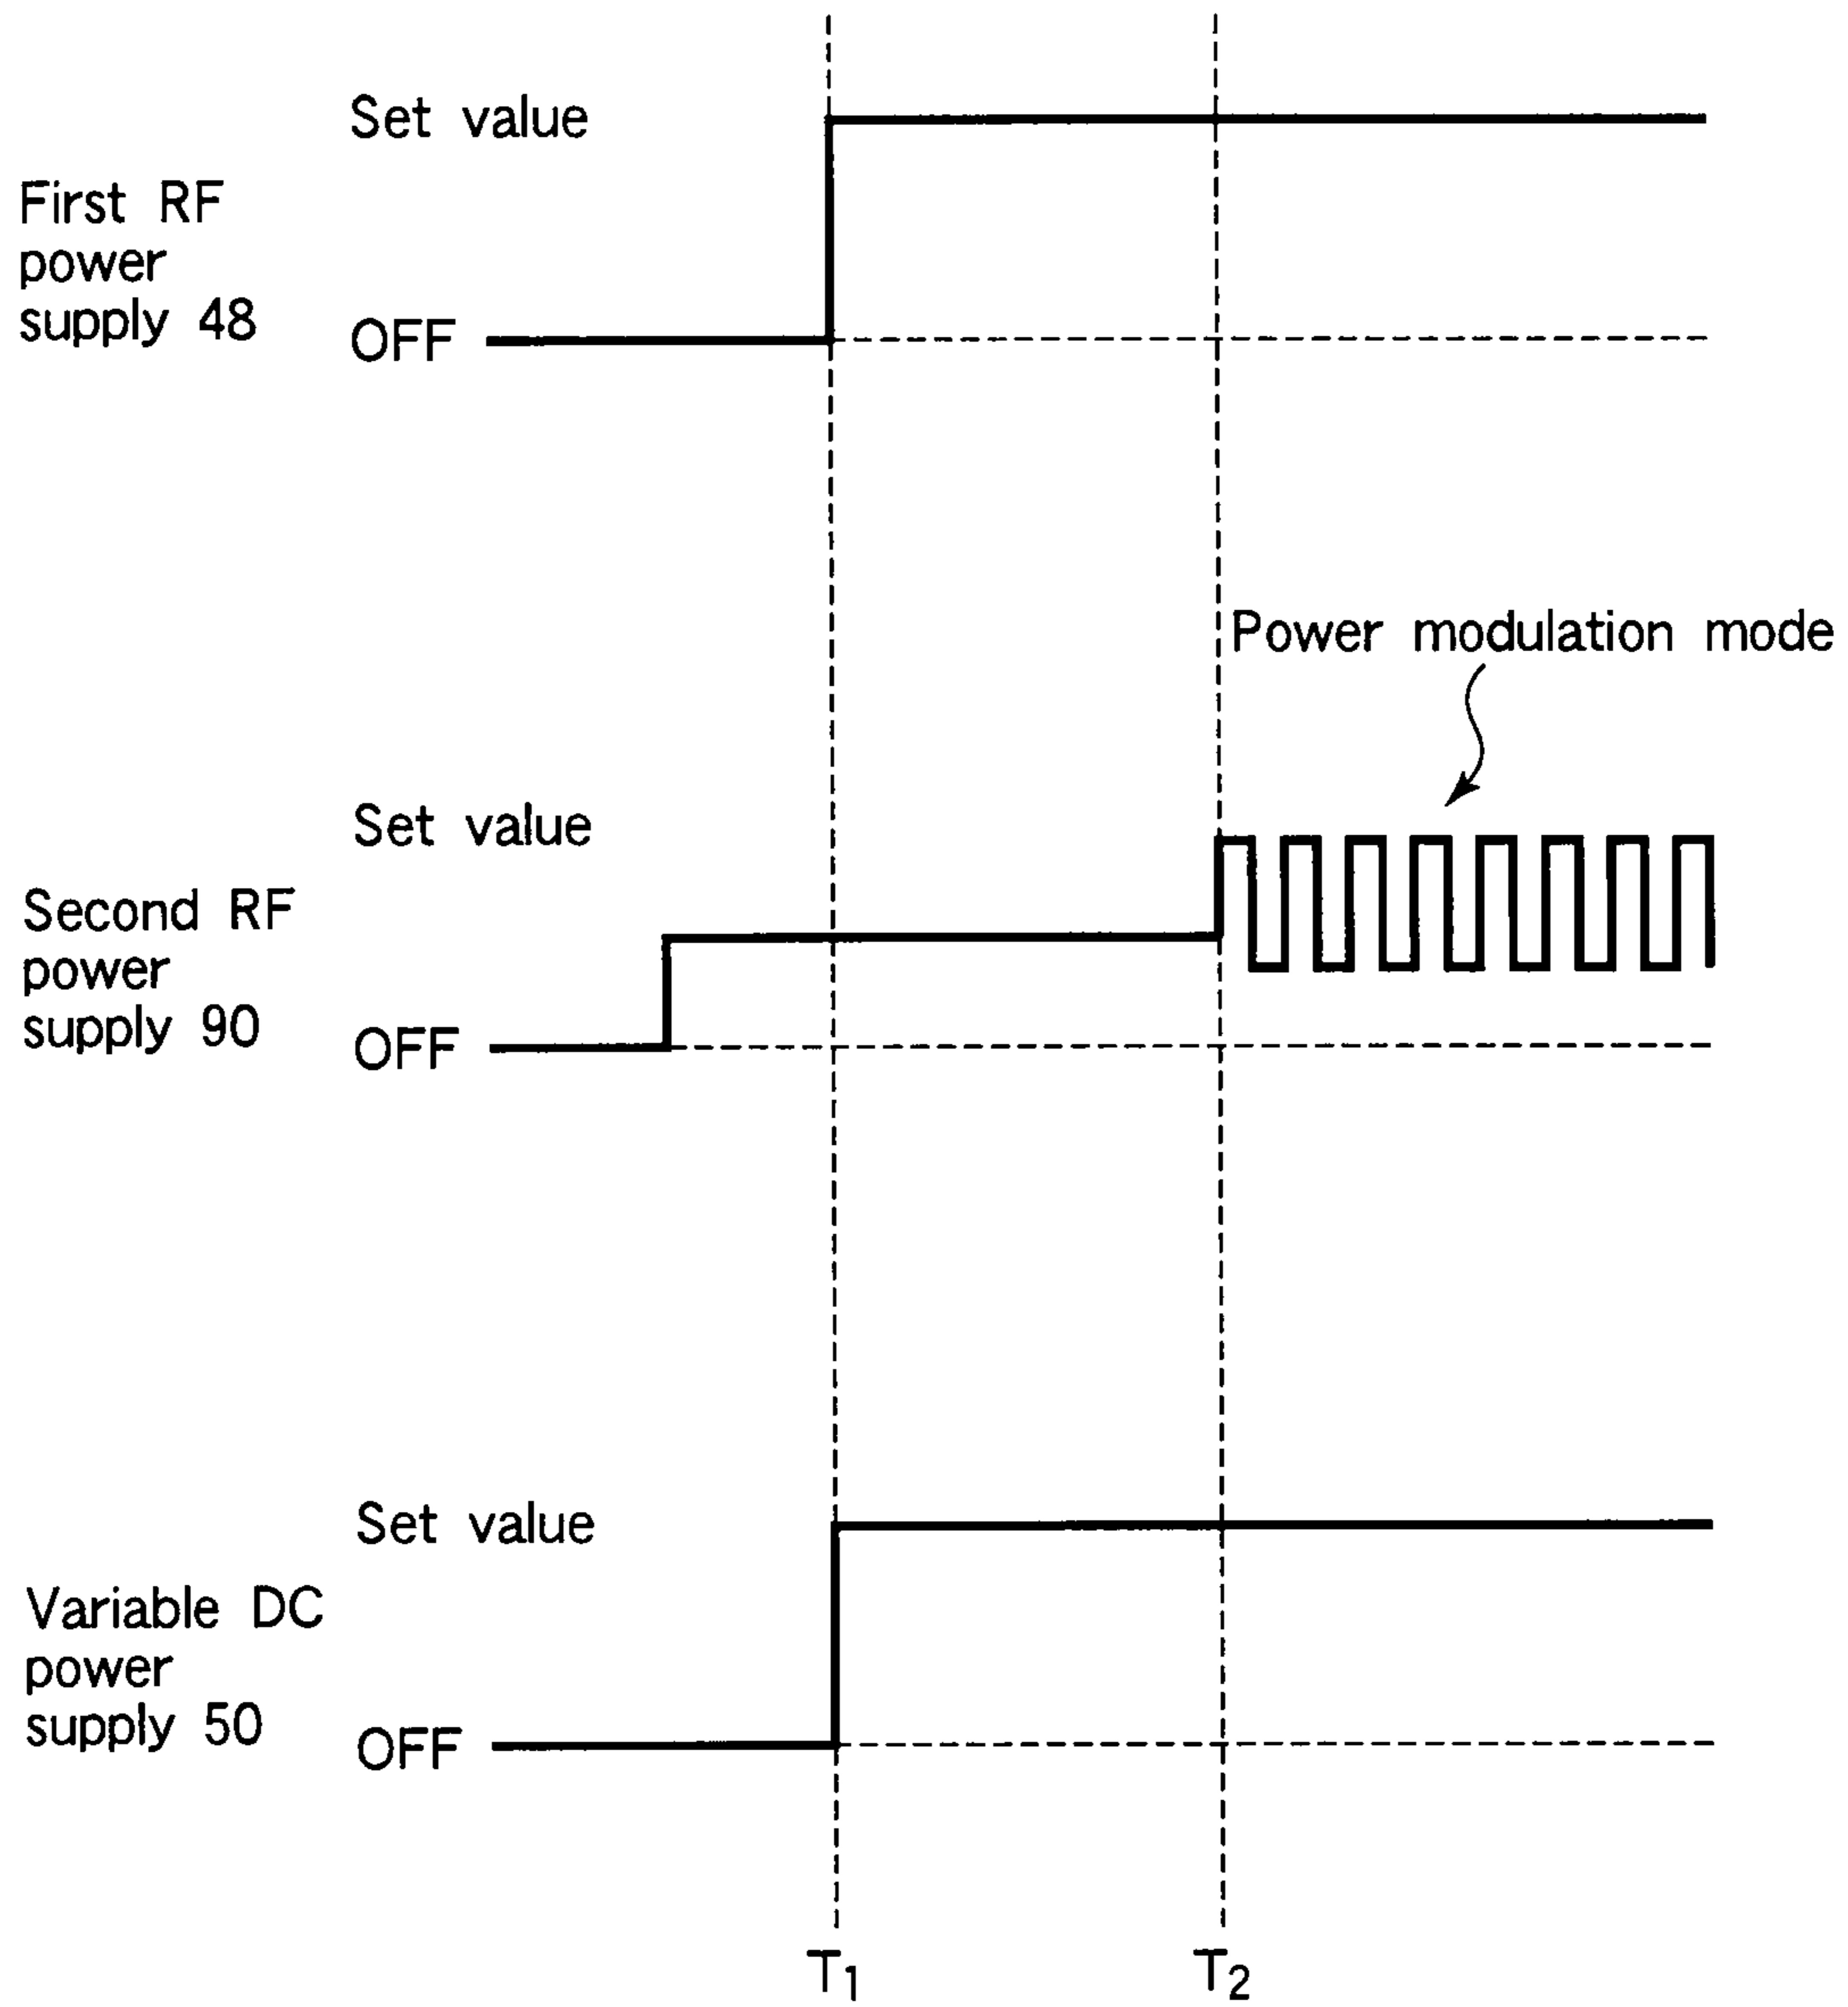 Set value
First RF
power
supply 48
OFF
Power modulation mode
Set value
Second RF
power
supply 90
OFF
Set value
Variable DC
power
supply 50
OFF
T1
T2